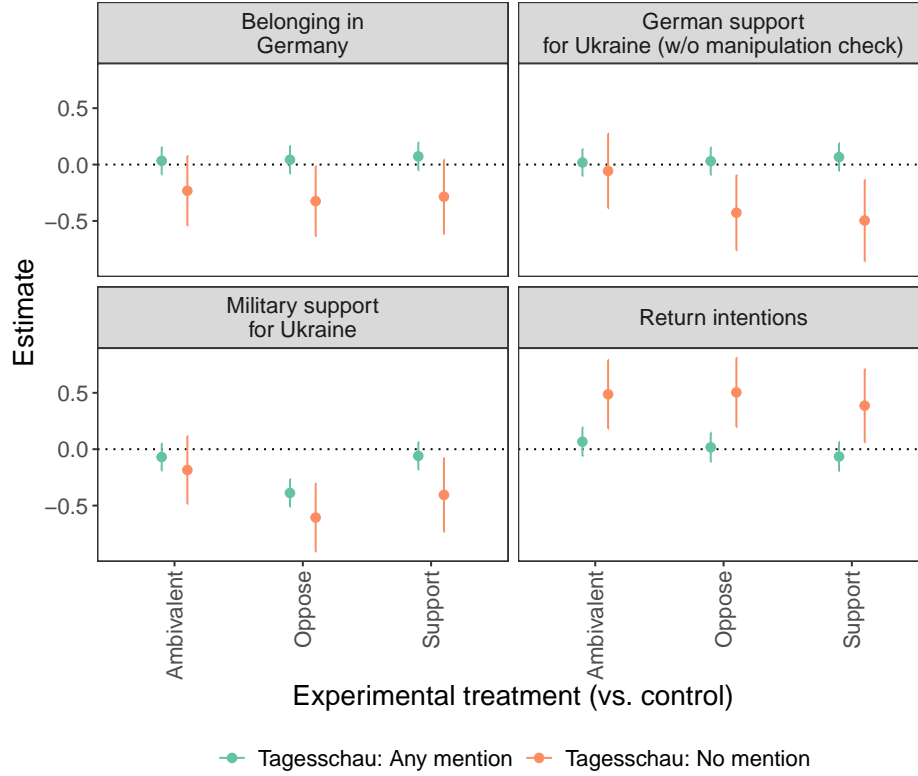 Belonging in
Germany
German support
for Ukraine (w/o manipulation check)
0.5
0.0
−0.5
Estimate
Military support
for Ukraine
Return intentions
0.5
0.0
−0.5
Ambivalent
Oppose
Support
Ambivalent
Oppose
Support
Experimental treatment (vs. control)
Tagesschau: Any mention
Tagesschau: No mention